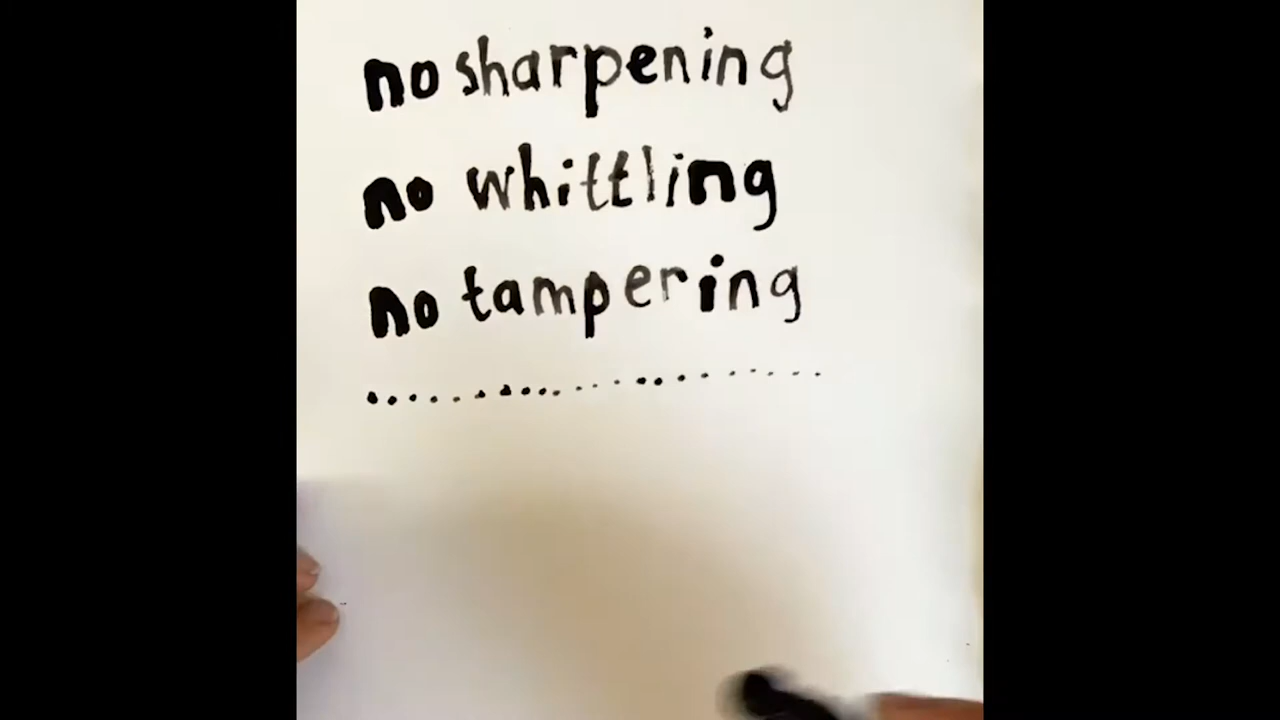 no sharpening
no whittling
no tampering
.......................